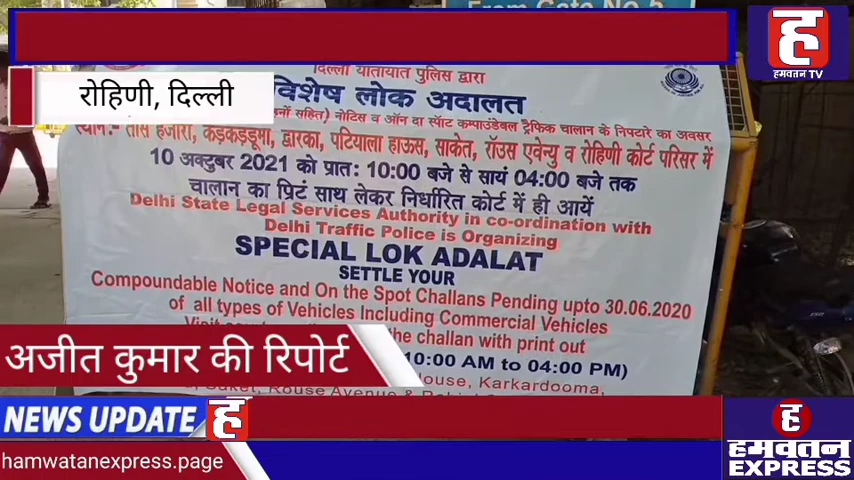 From Gate No.5
ह
हमवतन TV
दिल्ली यातायात पुलिस द्वारा
रोहिणी, दिल्ली
विशेष लोक अदालत
सहित) नोटिस व ऑन दा स्पॉट कम्पाउंडेबल ट्रैफिक चालान के निपटारे का अवसर
स्थान:- तीस हजारी, कड़कड़डूमा, द्वारका, पटियाला हाऊस, साकेत, रॉउस एवेन्यु व रोहिणी कोर्ट परिसर में
10 अक्टुबर 2021 को प्रात: 10:00 बजे से सायं 04:00 बजे तक
चालान का प्रिटं साथ लेकर निर्धारित कोर्ट में ही आयें
Delhi State Legal Services Authority in co-ordination with
Delhi Traffic Police is Organizing
SPECIAL LOK ADALAT
SETTLE YOUR
Compoundable Notice and On the Spot Challans Pending upto 30.06.2020
of all types of Vehicles Including Commercial Vehicles
the challan with print out
अजीत कुमार की रिपोर्ट
10:00 AM to 04:00 PM)
House, Karkardooma,
Saket, Rouse Avenue &
NEWS UPDATE
ह
hamwatanexpress.page
ह
हमवतन
EXPRESS